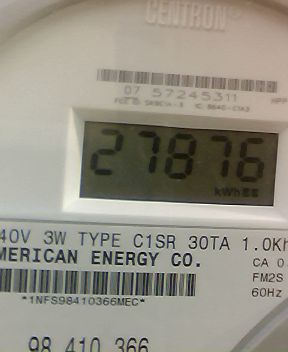 CENTRON®
07 57245311
27876
kWh
40V 3W TYPE C1SR 30TA 1.0Kh
MERICAN ENERGY CO.
CA 0.
FM2S
60Hz
*1NFS98410366MEC*
98 410 366